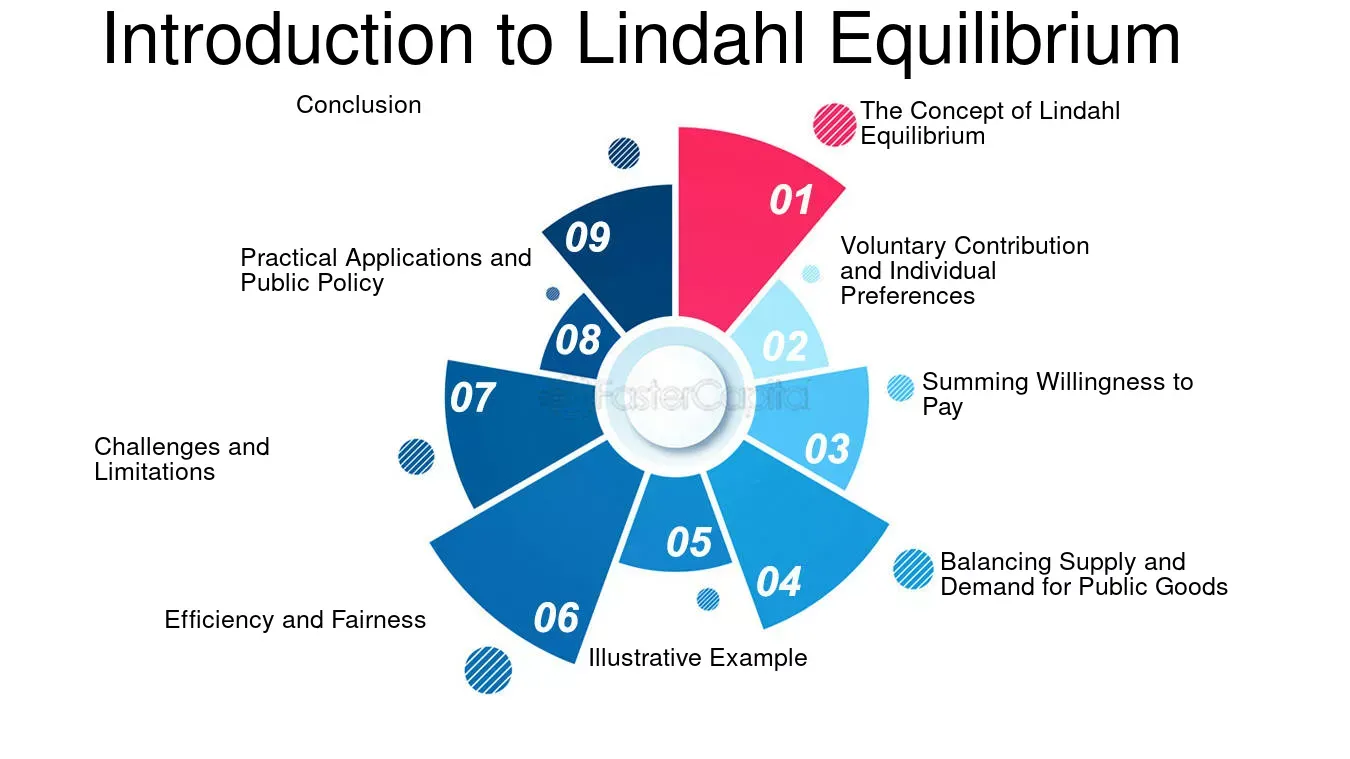 Introduction to Lindahl Equilibrium
Conclusion
The Concept of Lindahl
Equilibrium
01
09
Voluntary Contribution
and Individual
Preferences
Practical Applications and
Public Policy
08
02
Summing Willingness to
Pay
07
FasterCapital
03
Challenges and
Limitations
05
04
Balancing Supply and
Demand for Public Goods
Efficiency and Fairness
06
Illustrative Example